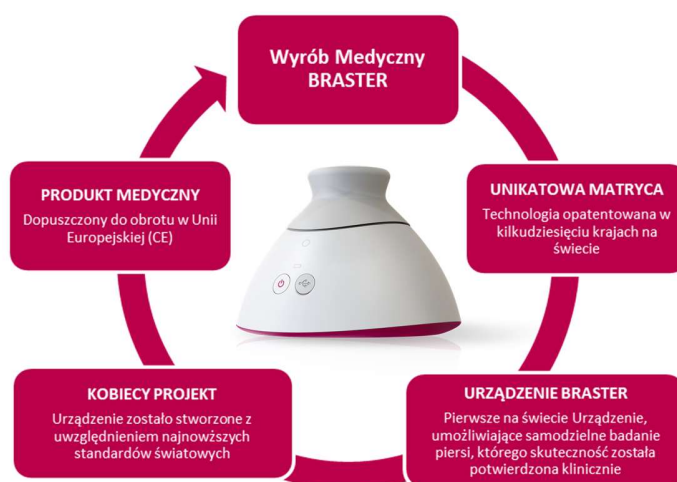 Wyrób Medyczny
BRASTER
UNIKATOWA MATRYCA
Technologia opatentowana w
kilkudziesięciu krajach na
świecie
URZĄDZENIE BRASTER
Pierwsze na świecie Urządzenie,
umożliwiające samodzielne badanie
piersi, którego skuteczność została
potwierdzona klinicznie
KOBIECY PROJEKT
Urządzenie zostało stworzone z
uwzględnieniem najnowższych
standardów światowych
PRODUKT MEDYCZNY
Dopuszczony do obrotu w Unii
Europejskiej (CE)